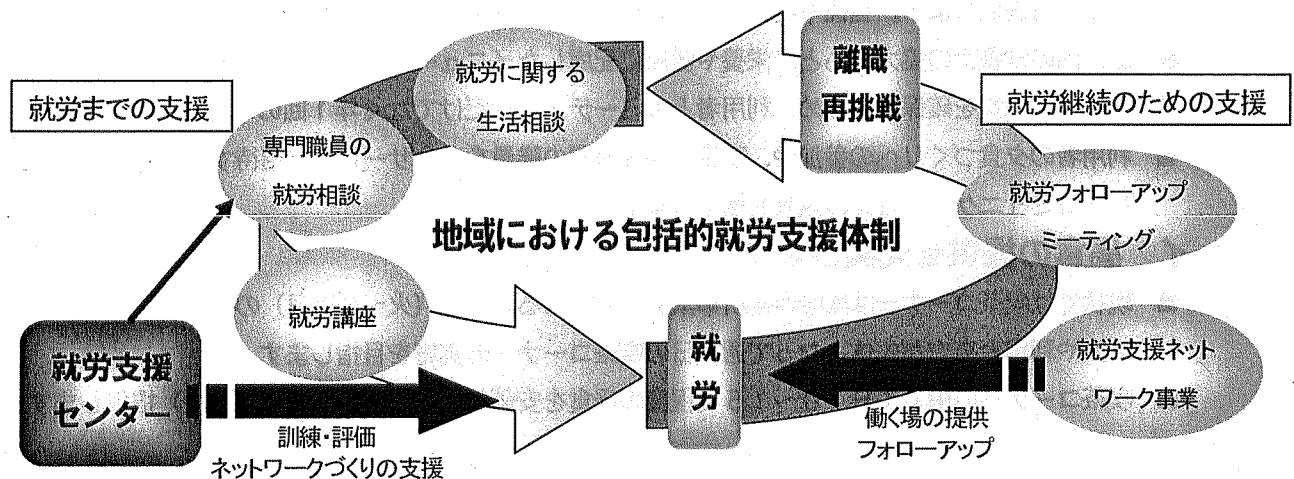 就労までの支援
就労に関する
生活相談
専門職員の
就労相談
離職
再挑戦
就労継続のための支援
就労フォローアップ
ミーティング
地域における包括的就労支援体制
就労講座
就労支援
センター
訓練・評価
ネットワークづくりの支援
就
労
働く場の提供
フォローアップ
就労支援ネット
ワーク事業